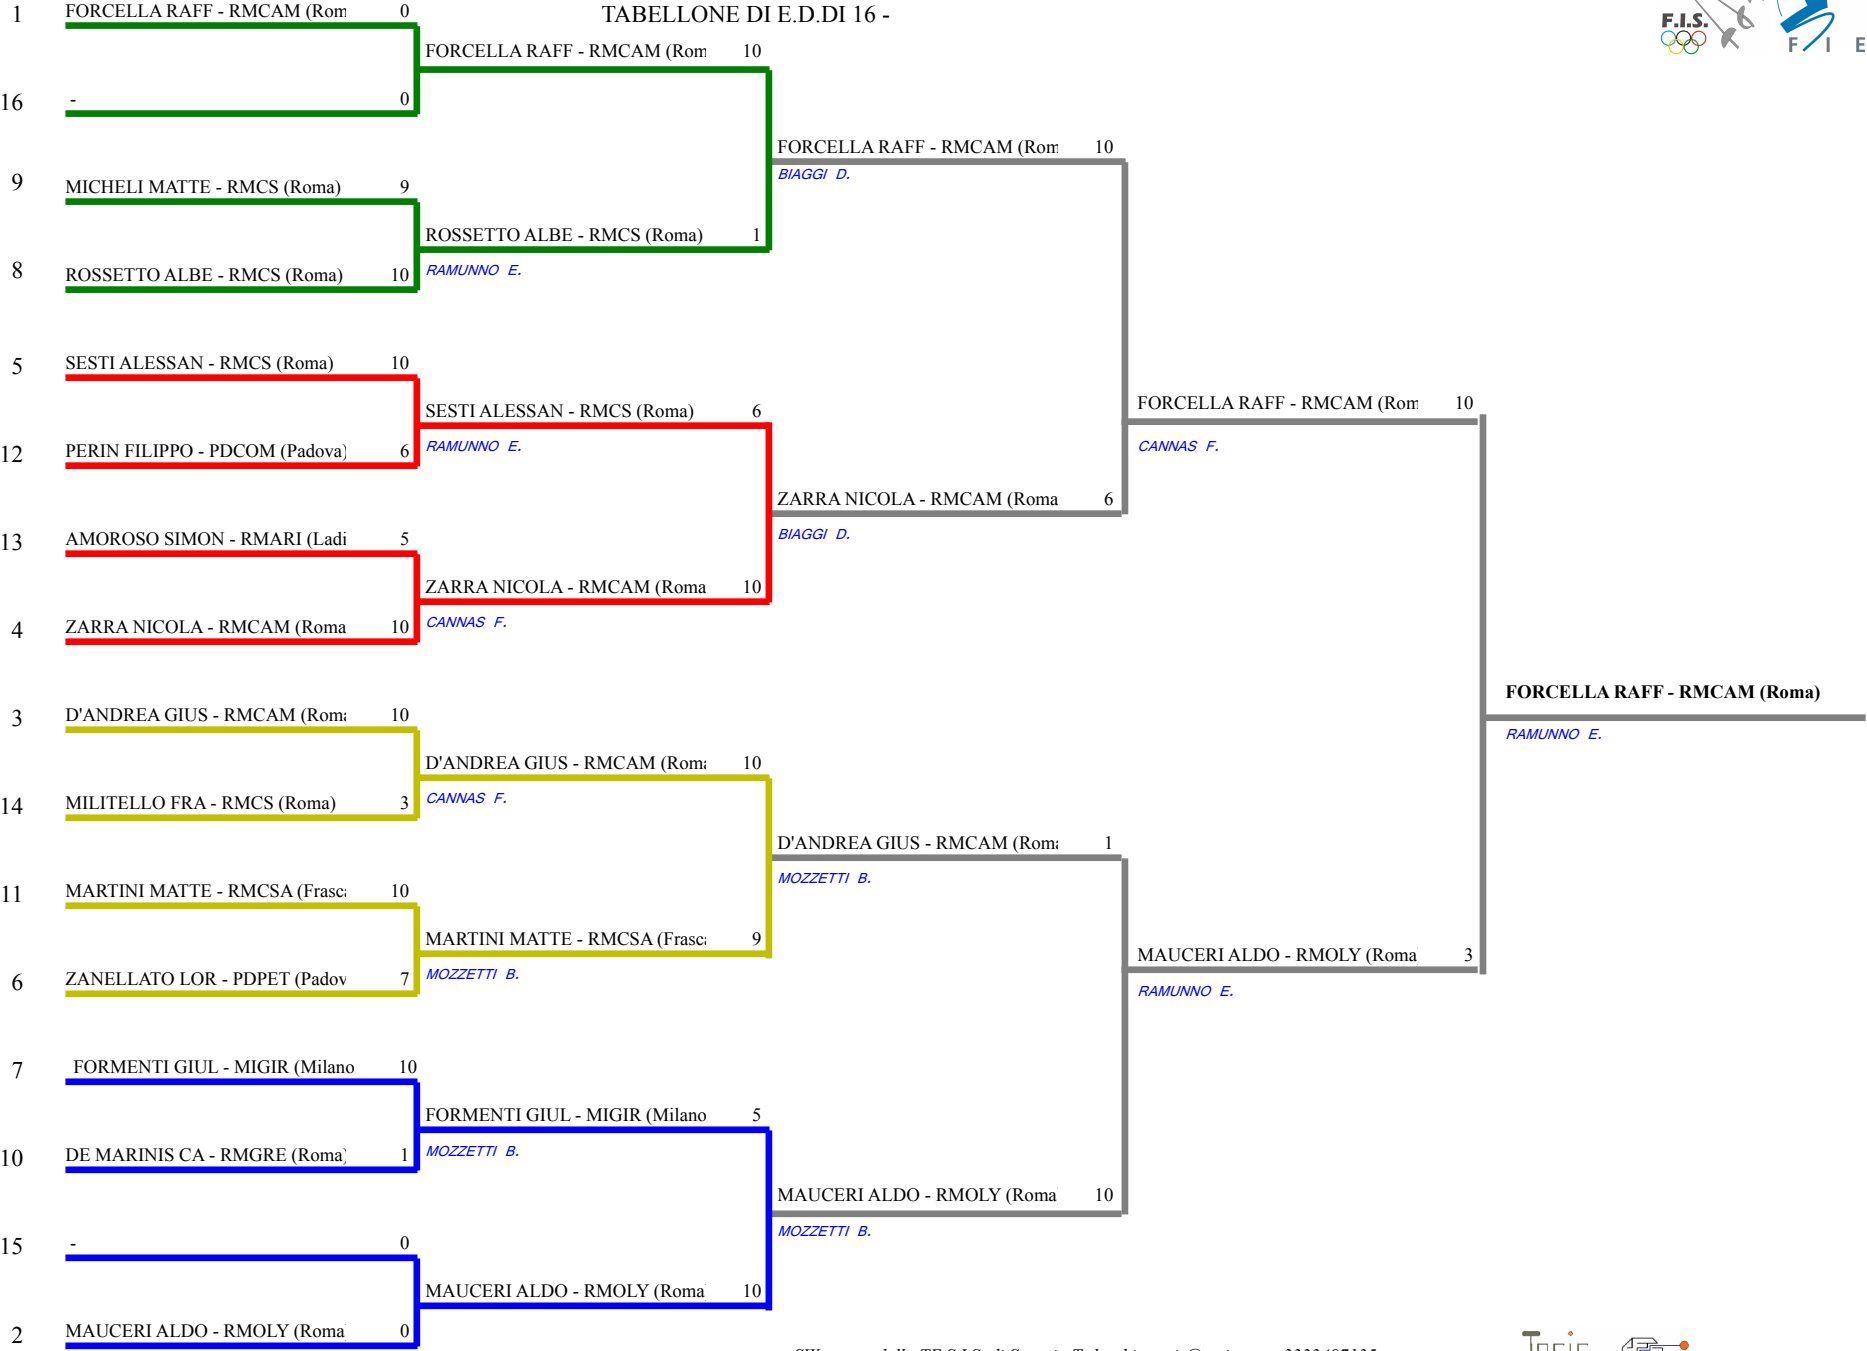 TABELLONE DI E.D.DI 16 -
F.I.S.
F I E
1 FORCELLA RAFF - RMCAM (Rom 0
16 - 0
9 MICHELI MATTE - RMCS (Roma) 9
8 ROSSETTO ALBE - RMCS (Roma) 10
5 SESTI ALESSAN - RMCS (Roma) 10
12 PERIN FILIPPO - PDCOM (Padova) 6
13 AMOROSO SIMON - RMARI (Ladi 5
4 ZARRA NICOLA - RMCAM (Roma 10
3 D'ANDREA GIUS - RMCAM (Roma 10
14 MILITELLO FRA - RMCS (Roma) 3
11 MARTINI MATTE - RMCSA (Frasca 10
6 ZANELLATO LOR - PDPET (Padov 7
7 FORMENTI GIUL - MIGIR (Milano 10
10 DE MARINIS CA - RMGRE (Roma) 1
15 - 0
2 MAUCERI ALDO - RMOLY (Roma 0
FORCELLA RAFF - RMCAM (Rom 10
ROSSETTO ALBE - RMCS (Roma) 1
RAMUNNO E.
SESTI ALESSAN - RMCS (Roma) 6
RAMUNNO E.
ZARRA NICOLA - RMCAM (Roma 10
CANNAS F.
D'ANDREA GIUS - RMCAM (Roma 10
CANNAS F.
MARTINI MATTE - RMCSA (Frasca 9
MOZZETTI B.
FORMENTI GIUL - MIGIR (Milano 5
MOZZETTI B.
MAUCERI ALDO - RMOLY (Roma 10
FORCELLA RAFF - RMCAM (Rom 10
BIAGGI D.
ZARRA NICOLA - RMCAM (Roma 6
BIAGGI D.
D'ANDREA GIUS - RMCAM (Roma 1
MOZZETTI B.
MAUCERI ALDO - RMOLY (Roma 10
MOZZETTI B.
FORCELLA RAFF - RMCAM (Rom 10
CANNAS F.
MAUCERI ALDO - RMOLY (Roma 3
RAMUNNO E.
FORCELLA RAFF - RMCAM (Roma)
RAMUNNO E.